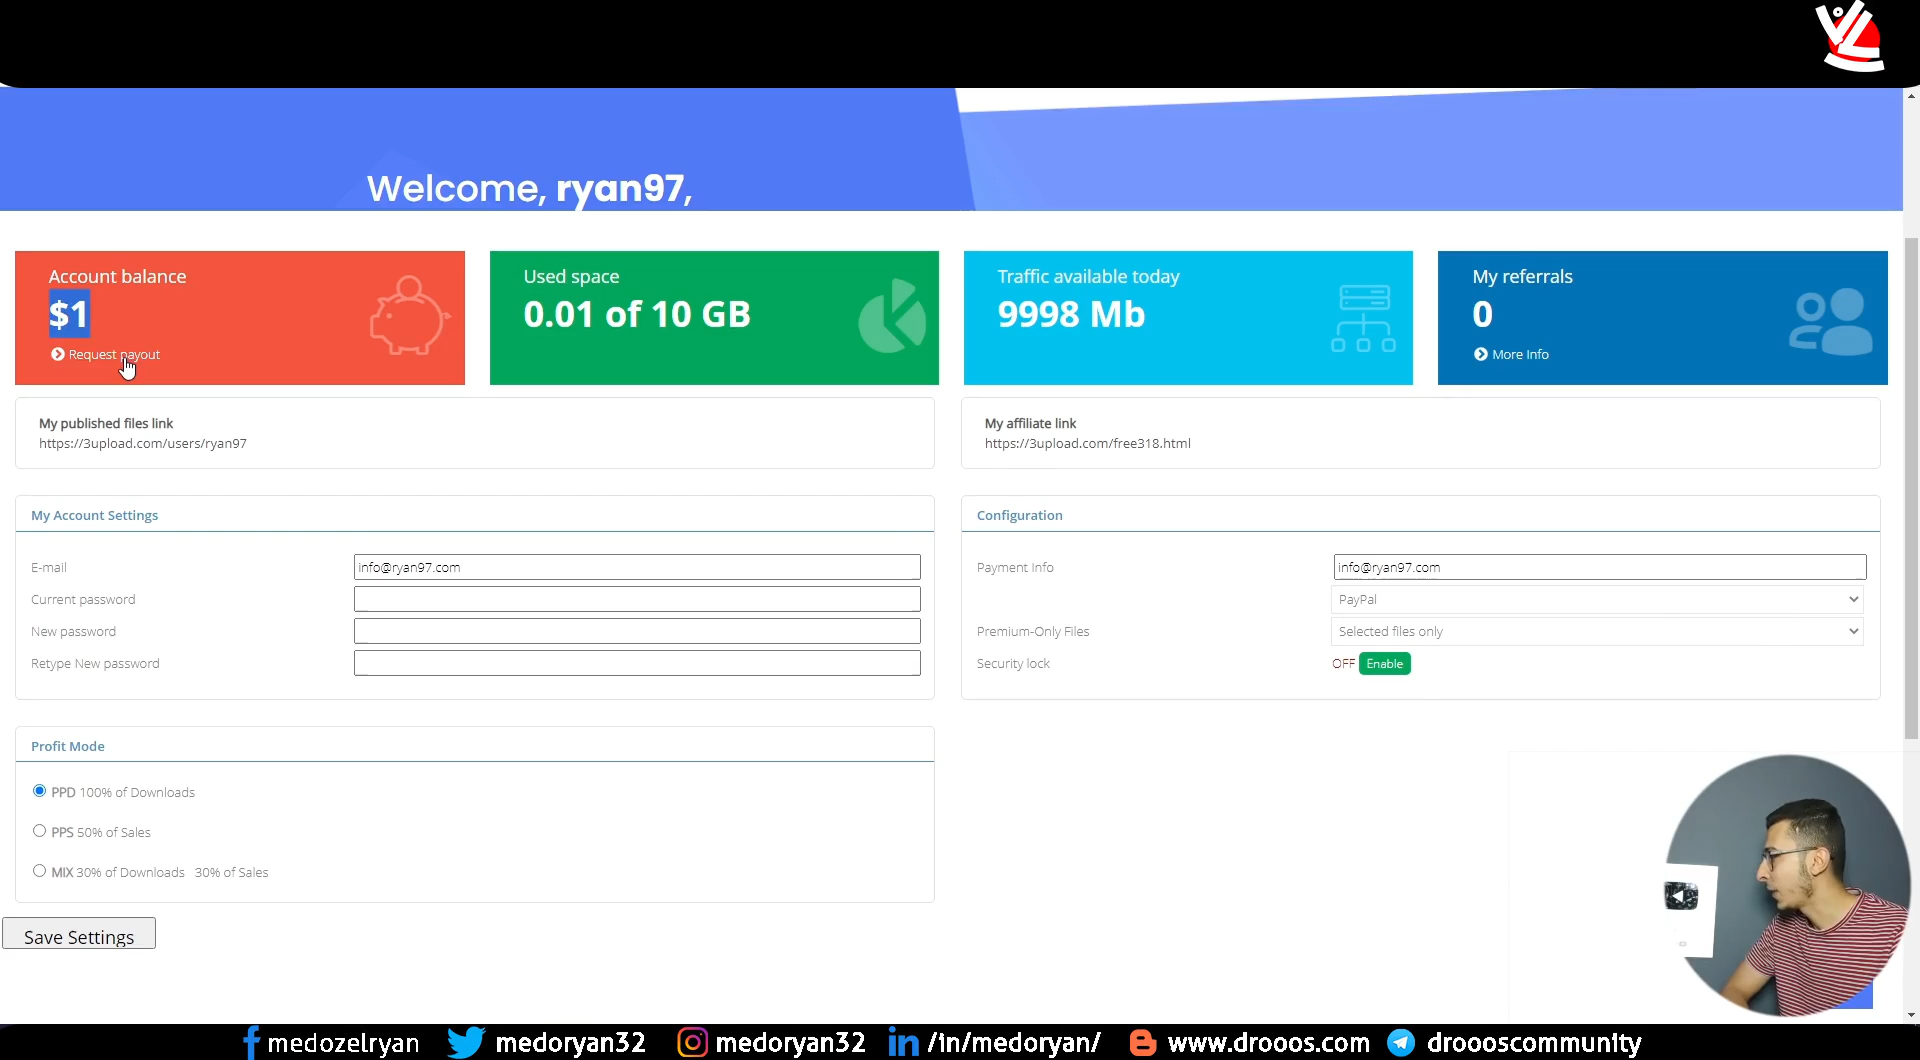 Welcome, ryan97,
Account balance
$1
Request payout
Used space
0.01 of 10 GB
Traffic available today
9998 Mb
My referrals
0
More Info
My published files link
https://3upload.com/users/ryan97
My affiliate link
https://3upload.com/free318.html
My Account Settings
E-mail
info@ryan97.com
Current password
New password
Retype New password
Configuration
Payment Info
info@ryan97.com
PayPal
Premium-Only Files
Selected files only
Security lock
OFF Enable
Profit Mode
PPD 100% of Downloads
PPS 50% of Sales
MIX 30% of Downloads 30% of Sales
Save Settings
medozelryan medoryan32 medoryan32 /in/medoryan/ www.drooos.com droooscommunity